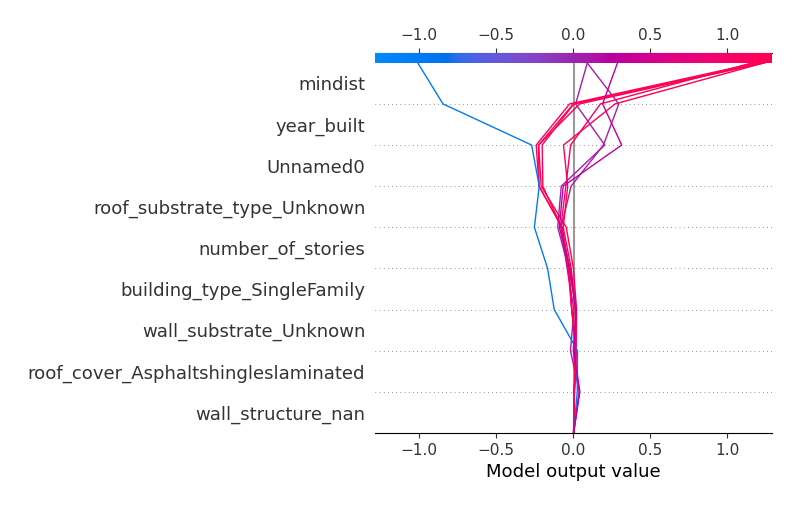 −1.0 −0.5 0.0 0.5 1.0
mindist
year_built
Unnamed0
roof_substrate_type_Unknown
number_of_stories
building_type_SingleFamily
wall_substrate_Unknown
roof_cover_Asphaltshingleslaminated
wall_structure_nan
−1.0 −0.5 0.0 0.5 1.0
Model output value